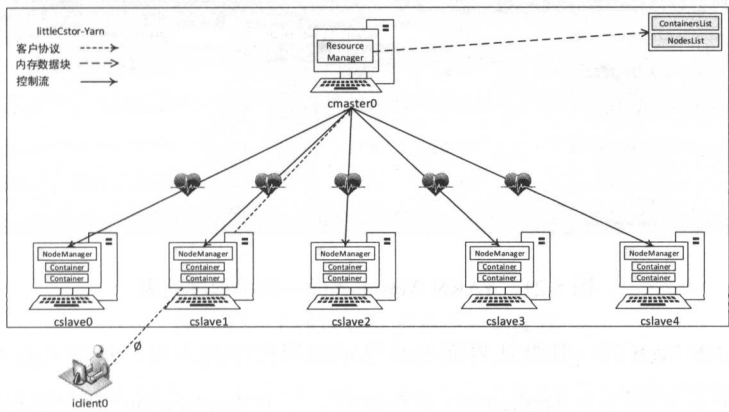 littleCstor-Yarn
客户协议
内存数据块
控制流
Resource
Manager
cmaster0
ContainersList
NodesList
NodeManager
Container
Container
cslave0
NodeManager
Container
Container
cslave1
NodeManager
Container
Container
cslave2
NodeManager
Container
Container
cslave3
NodeManager
Container
Container
cslave4
Ø
iclient0